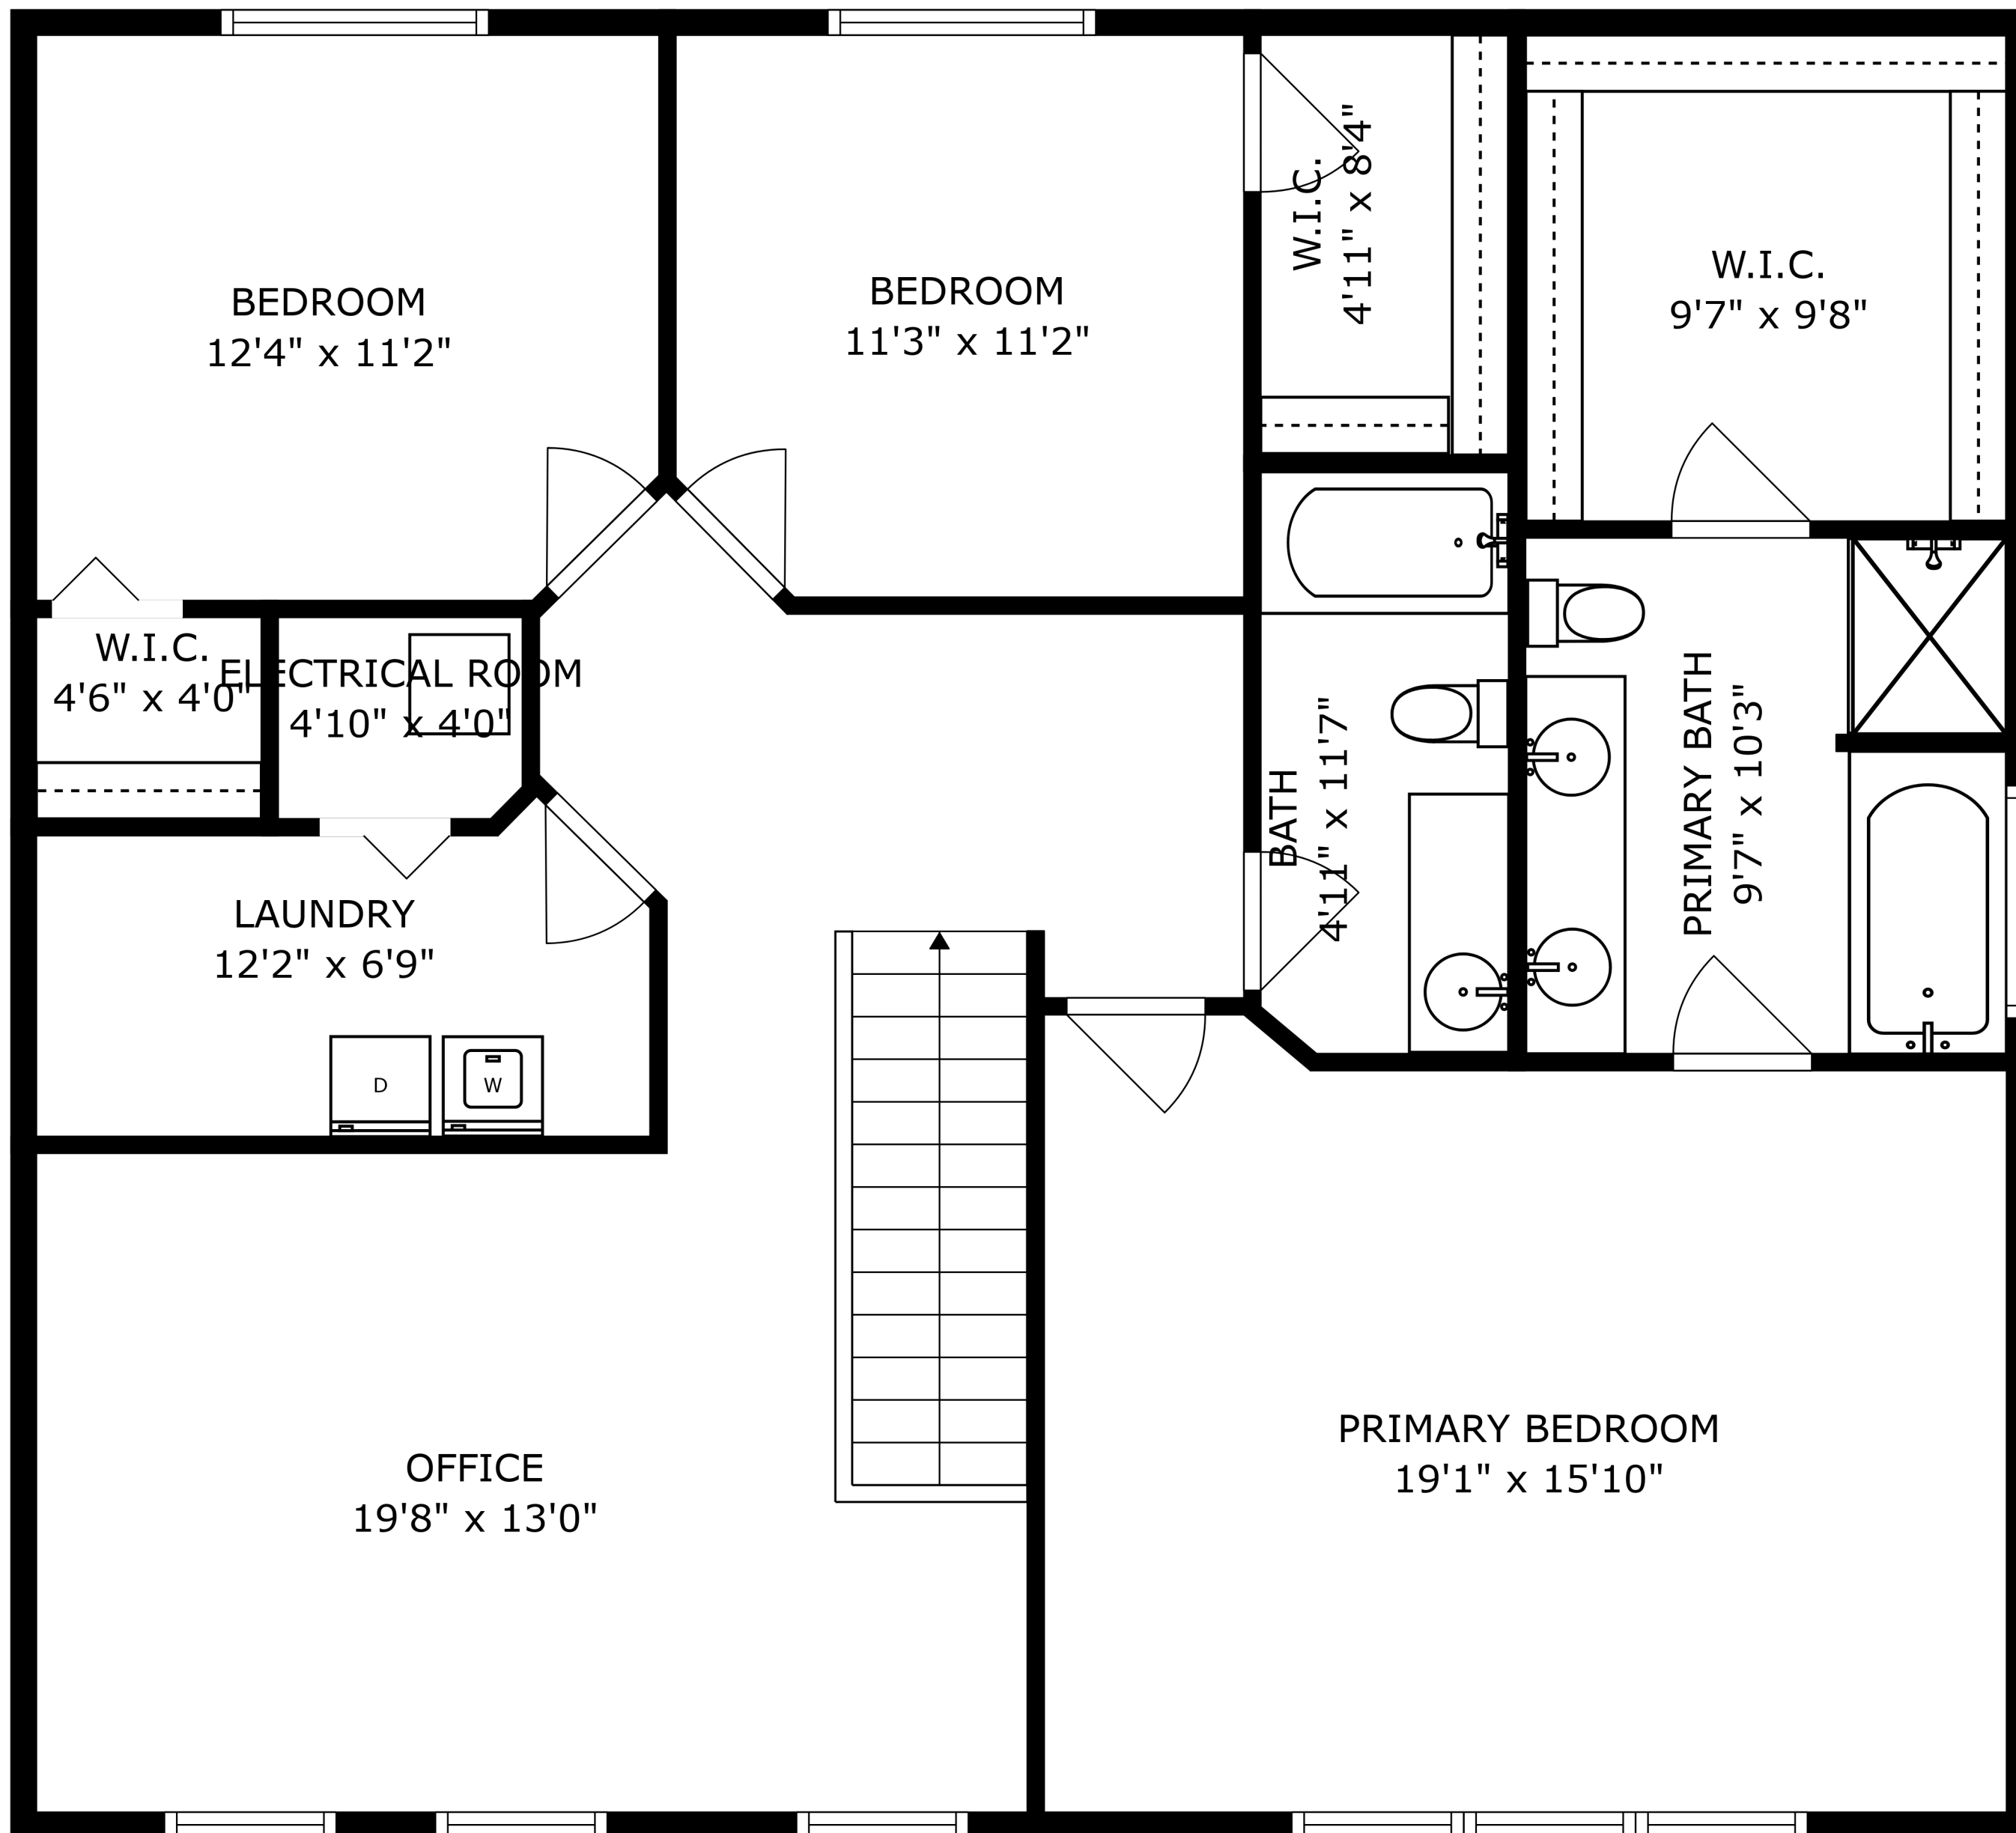 BEDROOM
12'4" x 11'2"
BEDROOM
11'3" x 11'2"
W.I.C.
4'11" x 8'4"
W.I.C.
9'7" x 9'8"
W.I.C.
4'6" x 4'0"
ELECTRICAL ROOM
4'10" x 4'0"
BATH
4'11" x 11'7"
PRIMARY BATH
9'7" x 10'3"
LAUNDRY
12'2" x 6'9"
D
W
OFFICE
19'8" x 13'0"
PRIMARY BEDROOM
19'1" x 15'10"